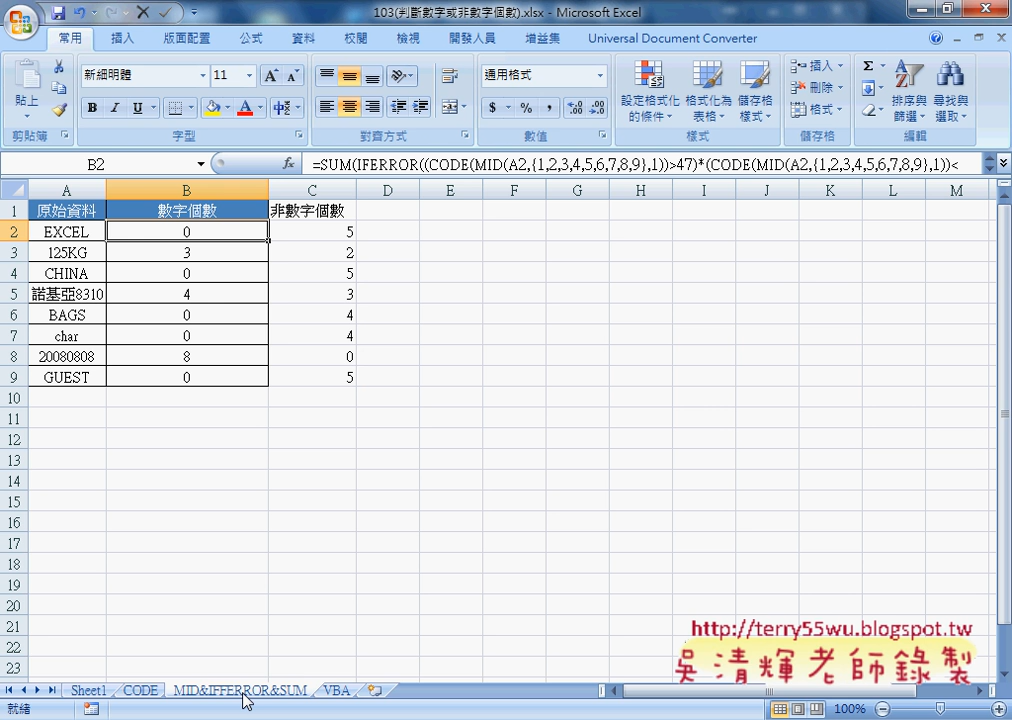 103(判斷數字或非數字個數).xlsx - Microsoft Excel
常用 插入 版面配置 公式 資料 校閱 檢視 開發人員 增益集 Universal Document Converter
新細明體 11 通用格式
貼上 設定格式化的條件 格式化為表格 儲存格樣式 插入 刪除 格式 排序與篩選 尋找與選取
剪貼簿 字型 對齊方式 數值 樣式 儲存格 編輯
B2 fx =SUM(IFERROR((CODE(MID(A2,{1,2,3,4,5,6,7,8,9},1))>47)*(CODE(MID(A2,{1,2,3,4,5,6,7,8,9},1))<
A B C D E F G H I J K L M
1 原始資料 數字個數 非數字個數
2 EXCEL 0 5
3 125KG 3 2
4 CHINA 0 5
5 諾基亞8310 4 3
6 BAGS 0 4
7 char 0 4
8 20080808 8 0
9 GUEST 0 5
10
11
12
13
14
15
16
17
18
19
20
21
22
23
http://terry55wu.blogspot.tw
吳清輝老師錄製
Sheet1 CODE MID&IFFERROR&SUM VBA
就緒 100%